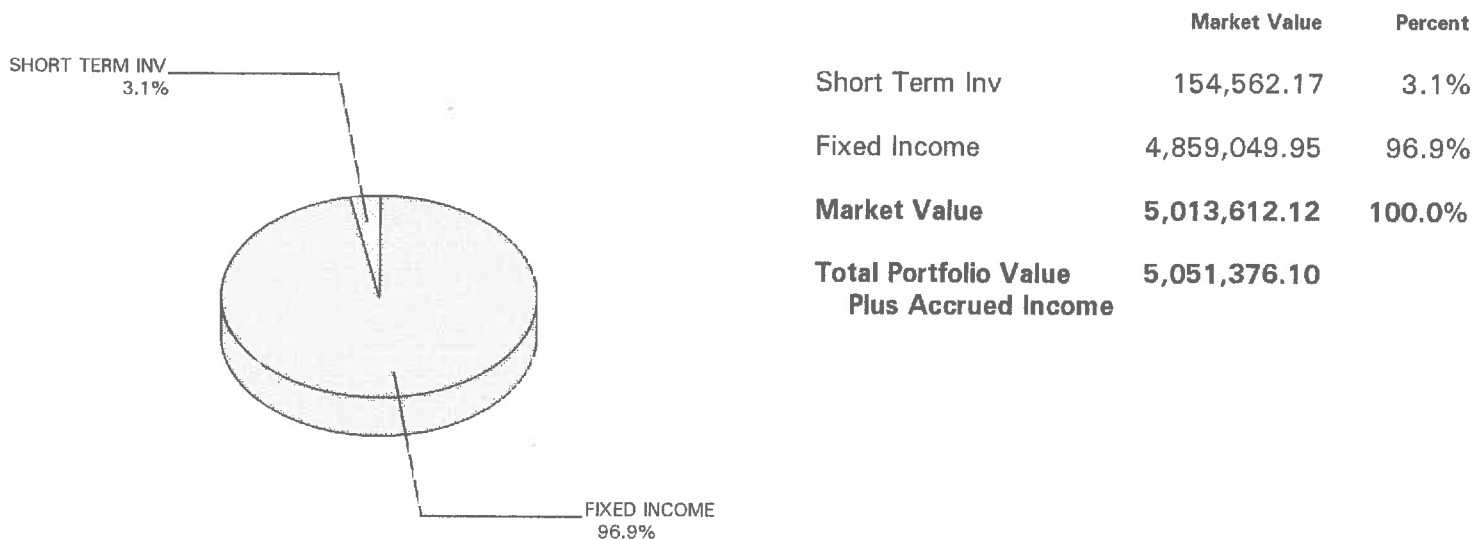 SHORT TERM INV
3.1%
FIXED INCOME
96.9%
Market Value Percent
Short Term Inv 154,562.17 3.1%
Fixed Income 4,859,049.95 96.9%
Market Value 5,013,612.12 100.0%
Total Portfolio Value 5,051,376.10
Plus Accrued Income